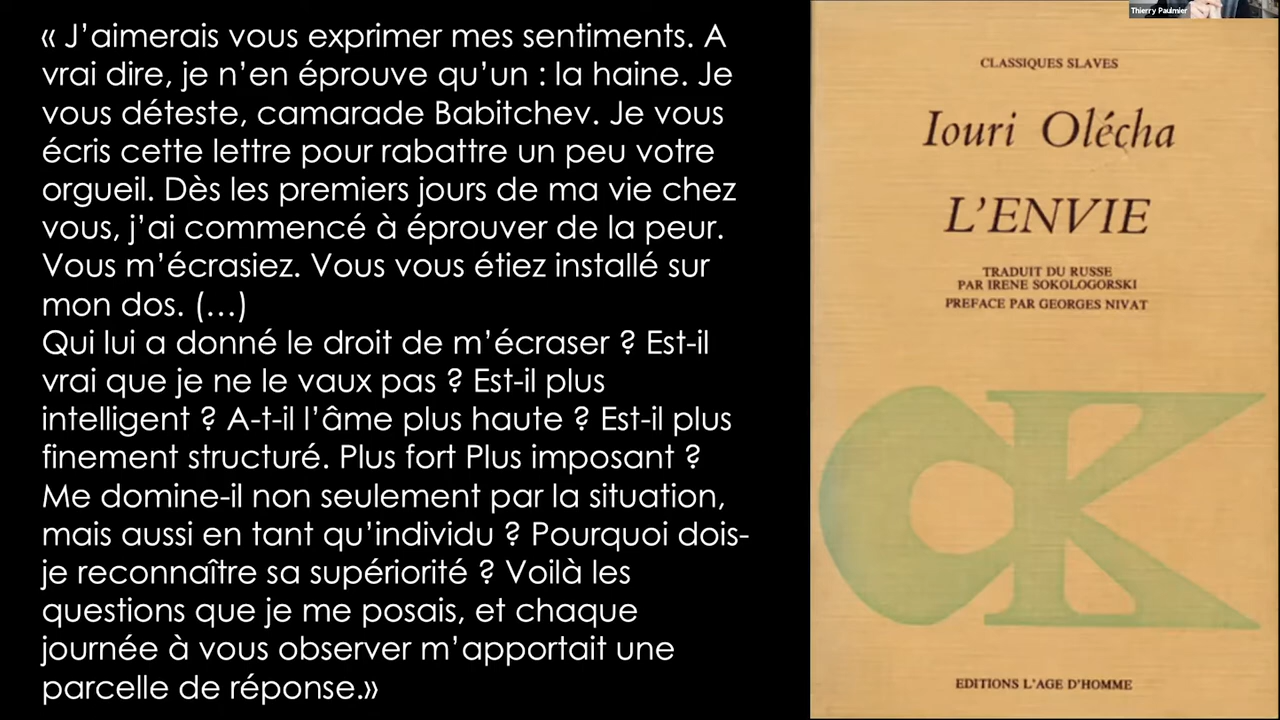 « J’aimerais vous exprimer mes sentiments. A
vrai dire, je n’en éprouve qu’un : la haine. Je
vous déteste, camarade Babitchev. Je vous
écris cette lettre pour rabattre un peu votre
orgueil. Dès les premiers jours de ma vie chez
vous, j’ai commencé à éprouver de la peur.
Vous m’écrasiez. Vous vous étiez installé sur
mon dos. (…)
Qui lui a donné le droit de m’écraser ? Est-il
vrai que je ne le vaux pas ? Est-il plus
intelligent ? A-t-il l’âme plus haute ? Est-il plus
finement structuré. Plus fort Plus imposant ?
Me domine-il non seulement par la situation,
mais aussi en tant qu’individu ? Pourquoi dois-
je reconnaître sa supériorité ? Voilà les
questions que je me posais, et chaque
journée à vous observer m’apportait une
parcelle de réponse.»
Thierry Paulmier
CLASSIQUES SLAVES
Iouri Olécha
L’ENVIE
TRADUIT DU RUSSE
PAR IRENE SOKOLOGORSKI
PREFACE PAR GEORGES NIVAT
EDITIONS L’AGE D’HOMME